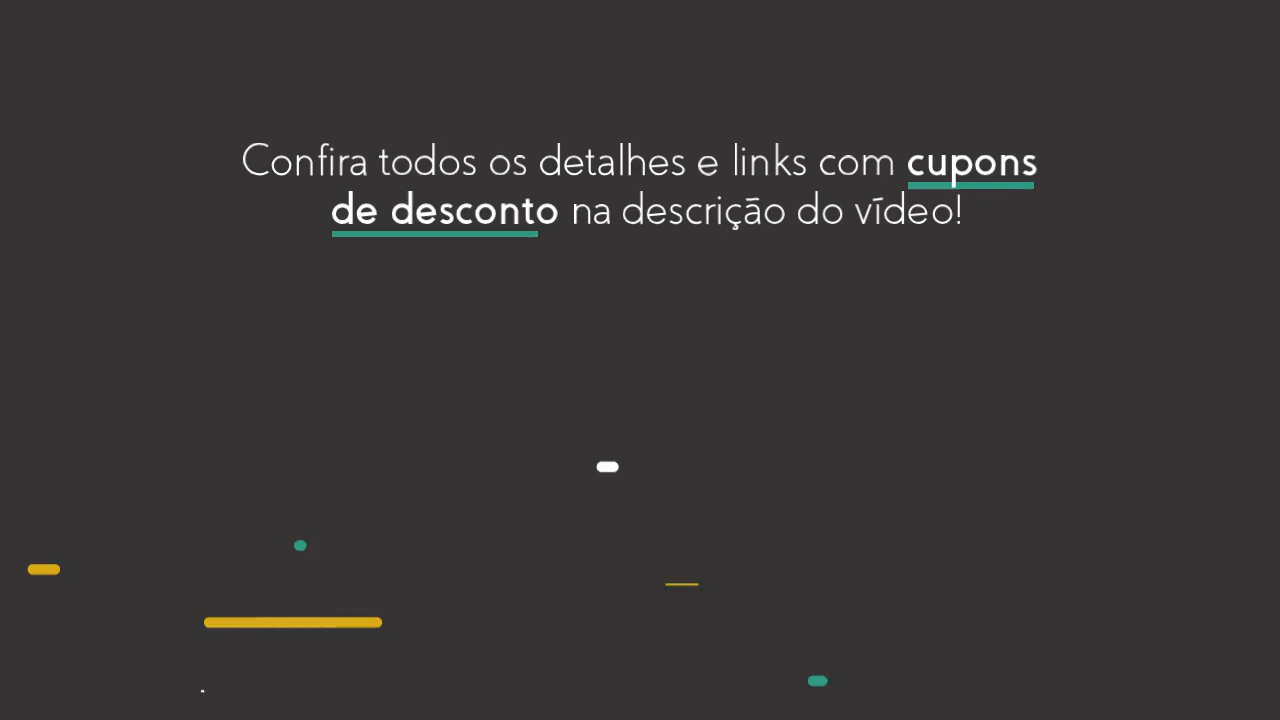 Confira todos os detalhes e links com cupons
de desconto na descrição do vídeo!